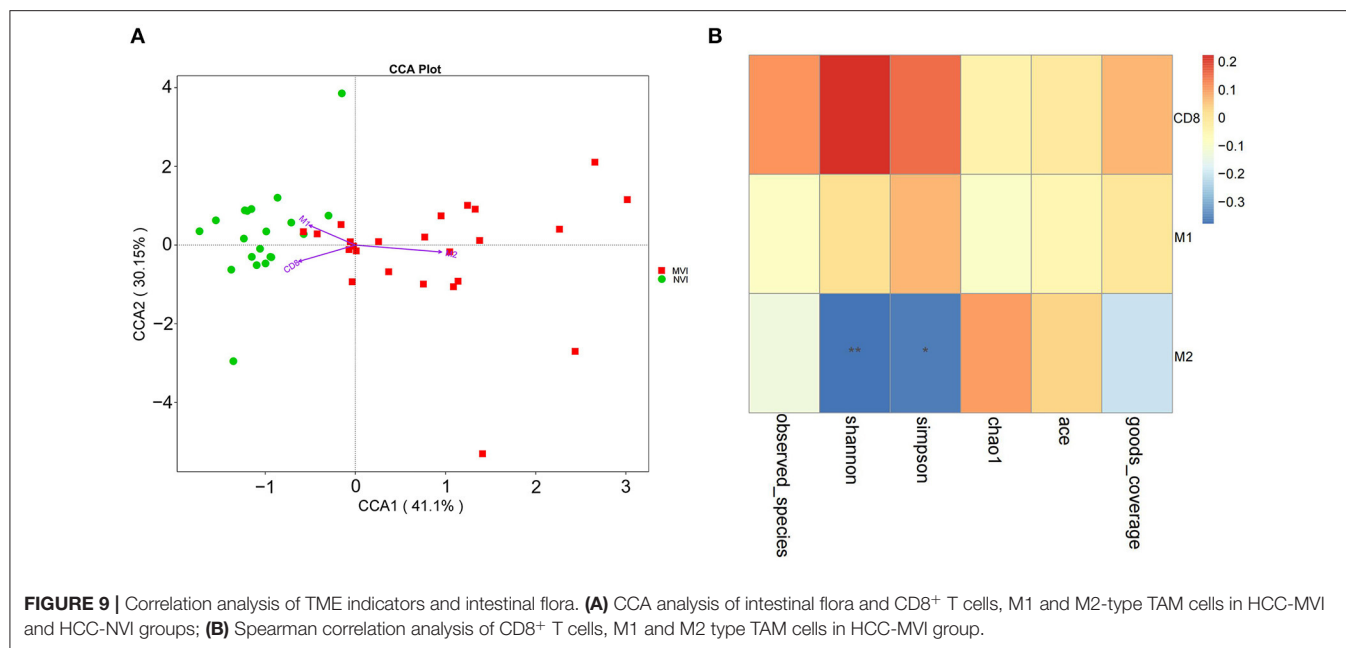 A
CCA Plot
4
2
0
−2
−4
CCA2 ( 30.15% )
M1
CD8
M2
−1
0
1
2
3
CCA1 ( 41.1% )
MVI
NVI
B
CD8
M1
M2
**
*
observed_species
shannon
simpson
chao1
ace
goods_coverage
0.2
0.1
0
−0.1
−0.2
−0.3
FIGURE 9 | Correlation analysis of TME indicators and intestinal flora. (A) CCA analysis of intestinal flora and CD8⁺ T cells, M1 and M2-type TAM cells in HCC-MVI
and HCC-NVI groups; (B) Spearman correlation analysis of CD8⁺ T cells, M1 and M2 type TAM cells in HCC-MVI group.